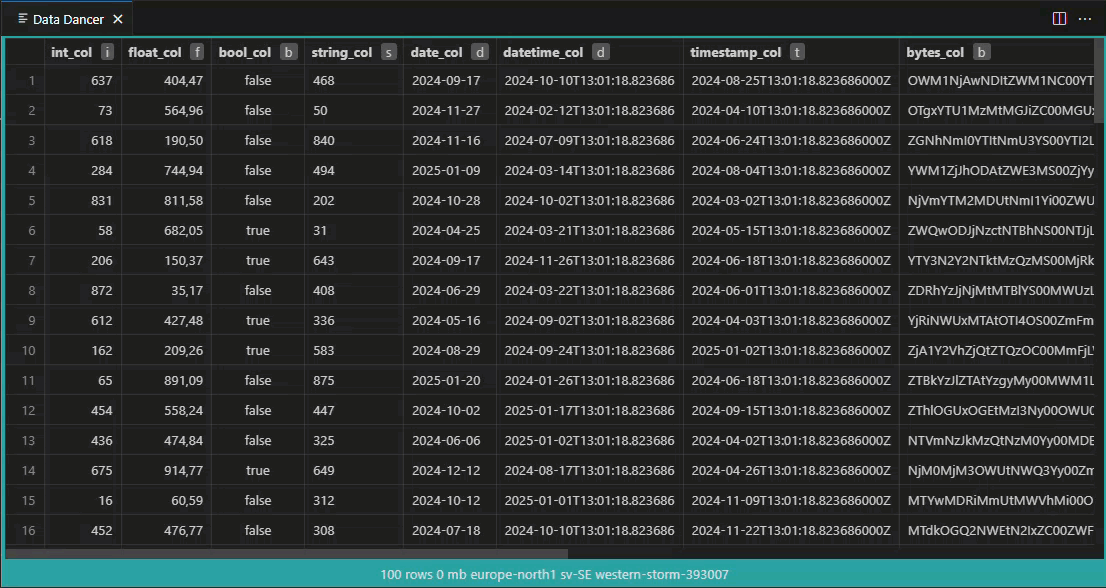 Data Dancer
int_col i float_col f bool_col b string_col s date_col d datetime_col d timestamp_col t bytes_col b
1 637 404,47 false 468 2024-09-17 2024-10-10T13:01:18.823686 2024-08-25T13:01:18.823686000Z OWM1NjAwNDItZWM1NC00YT
2 73 564,96 false 50 2024-11-27 2024-02-12T13:01:18.823686 2024-04-10T13:01:18.823686000Z OTgxYTU1MzMtMGJiZC00MGU
3 618 190,50 false 840 2024-11-16 2024-07-09T13:01:18.823686 2024-06-24T13:01:18.823686000Z ZGNhNmI0YTItNmU3YS00YTI2L
4 284 744,94 false 494 2025-01-09 2024-03-14T13:01:18.823686 2024-08-04T13:01:18.823686000Z YWM1ZjJhODAtZWE3MS00ZjYy
5 831 811,58 false 202 2024-10-28 2024-10-02T13:01:18.823686 2024-03-02T13:01:18.823686000Z NjVmYTM2MDUtNmI1Yi00ZWU
6 58 682,05 true 31 2024-04-25 2024-03-21T13:01:18.823686 2024-05-15T13:01:18.823686000Z ZWQwODJjNzctNTBhNS00NTJjL
7 206 150,37 true 643 2024-09-17 2024-11-26T13:01:18.823686 2024-06-18T13:01:18.823686000Z YTY3N2Y2NTktMzQzMS00MjRk
8 872 35,17 false 408 2024-06-29 2024-03-22T13:01:18.823686 2024-06-01T13:01:18.823686000Z ZDRhYzJjNjMtMTBlYS00MWUzL
9 612 427,48 true 336 2024-05-16 2024-09-02T13:01:18.823686 2024-04-03T13:01:18.823686000Z YjRiNWUxMTAtOTI4OS00ZmFm
10 162 209,26 true 583 2024-08-29 2024-09-24T13:01:18.823686 2025-01-02T13:01:18.823686000Z ZjA1Y2VhZjQtZTQzOC00MmFjL
11 65 891,09 false 875 2025-01-20 2024-01-26T13:01:18.823686 2024-06-18T13:01:18.823686000Z ZTBkYzJlZTAtYzgyMy00MWM1L
12 454 558,24 false 447 2024-10-02 2025-01-17T13:01:18.823686 2024-09-15T13:01:18.823686000Z ZThlOGUxOGEtMzI3Ny00OWU0
13 436 474,84 false 325 2024-06-06 2025-01-02T13:01:18.823686 2024-04-02T13:01:18.823686000Z NTVmNzJkMzQtNzM0Yy00MDE
14 675 914,77 true 649 2024-12-12 2024-08-17T13:01:18.823686 2024-04-26T13:01:18.823686000Z NjM0MjM3OWUtNWQ3Yy00Zm
15 16 60,59 false 312 2024-10-12 2025-01-01T13:01:18.823686 2024-11-09T13:01:18.823686000Z MTYwMDRiMmUtMWVhMi00O
16 452 476,77 false 308 2024-07-18 2024-10-10T13:01:18.823686 2024-11-22T13:01:18.823686000Z MTdkOGQ2NWEtN2IxZC00ZWF
100 rows 0 mb europe-north1 sv-SE western-storm-393007